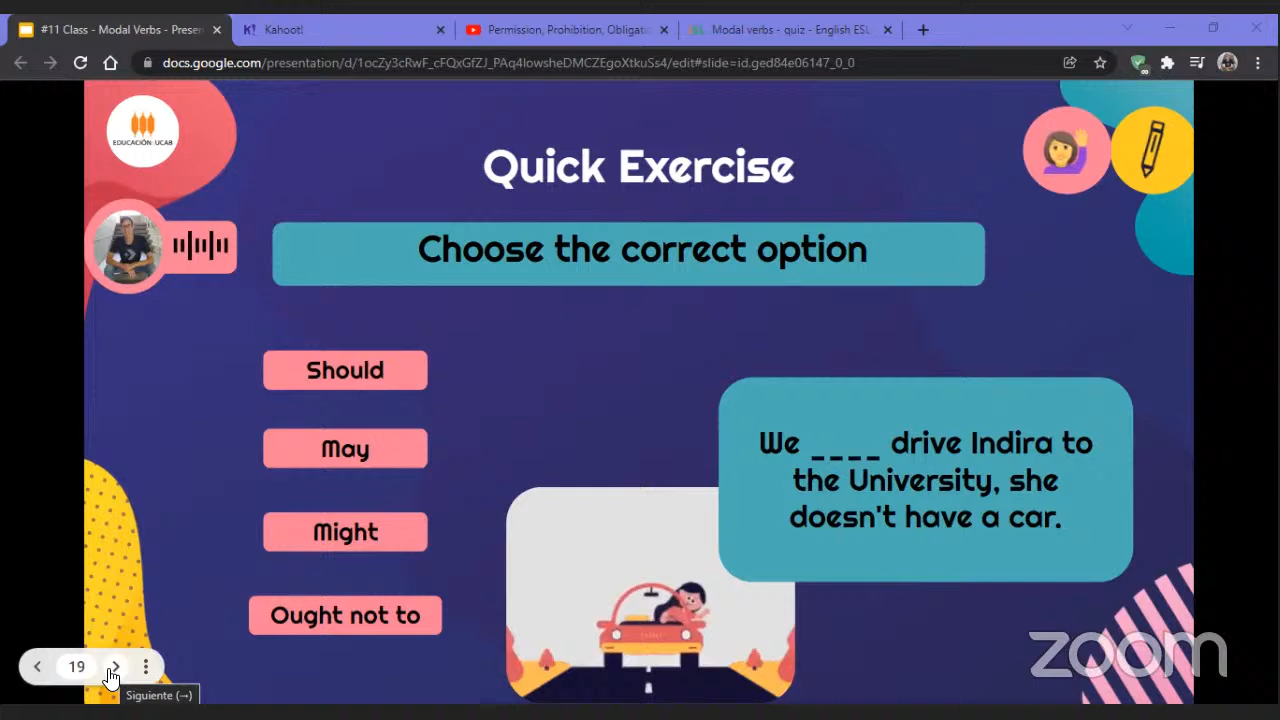 #11 Class - Modal Verbs - Presen
Kahoot!
Permission, Prohibition, Obligati
Modal verbs - quiz - English ESL
docs.google.com/presentation/d/1ocZy3cRwF_cFQxGfZJ_PAq4lowsheDMCZEgoXtkuSs4/edit#slide=id.ged84e06147_0_0
EDUCACIÓN UCAB
Quick Exercise
Choose the correct option
Should
May
Might
Ought not to
We ____ drive Indira to
the University, she
doesn't have a car.
19
Siguiente (→)
zoom